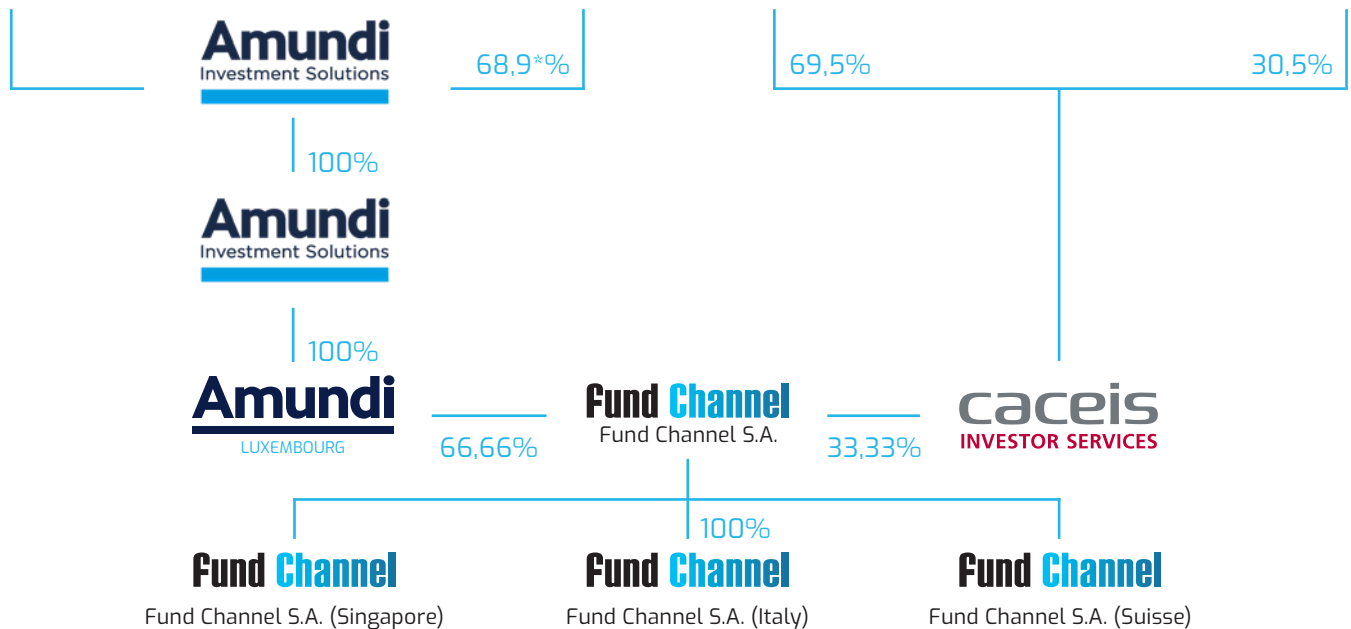 Amundi
Investment Solutions
68,9*%
69,5%
30,5%
100%
Amundi
Investment Solutions
100%
Amundi
LUXEMBOURG
66,66%
Fund Channel
Fund Channel S.A.
33,33%
caceis
INVESTOR SERVICES
100%
Fund Channel
Fund Channel S.A. (Singapore)
Fund Channel
Fund Channel S.A. (Italy)
Fund Channel
Fund Channel S.A. (Suisse)